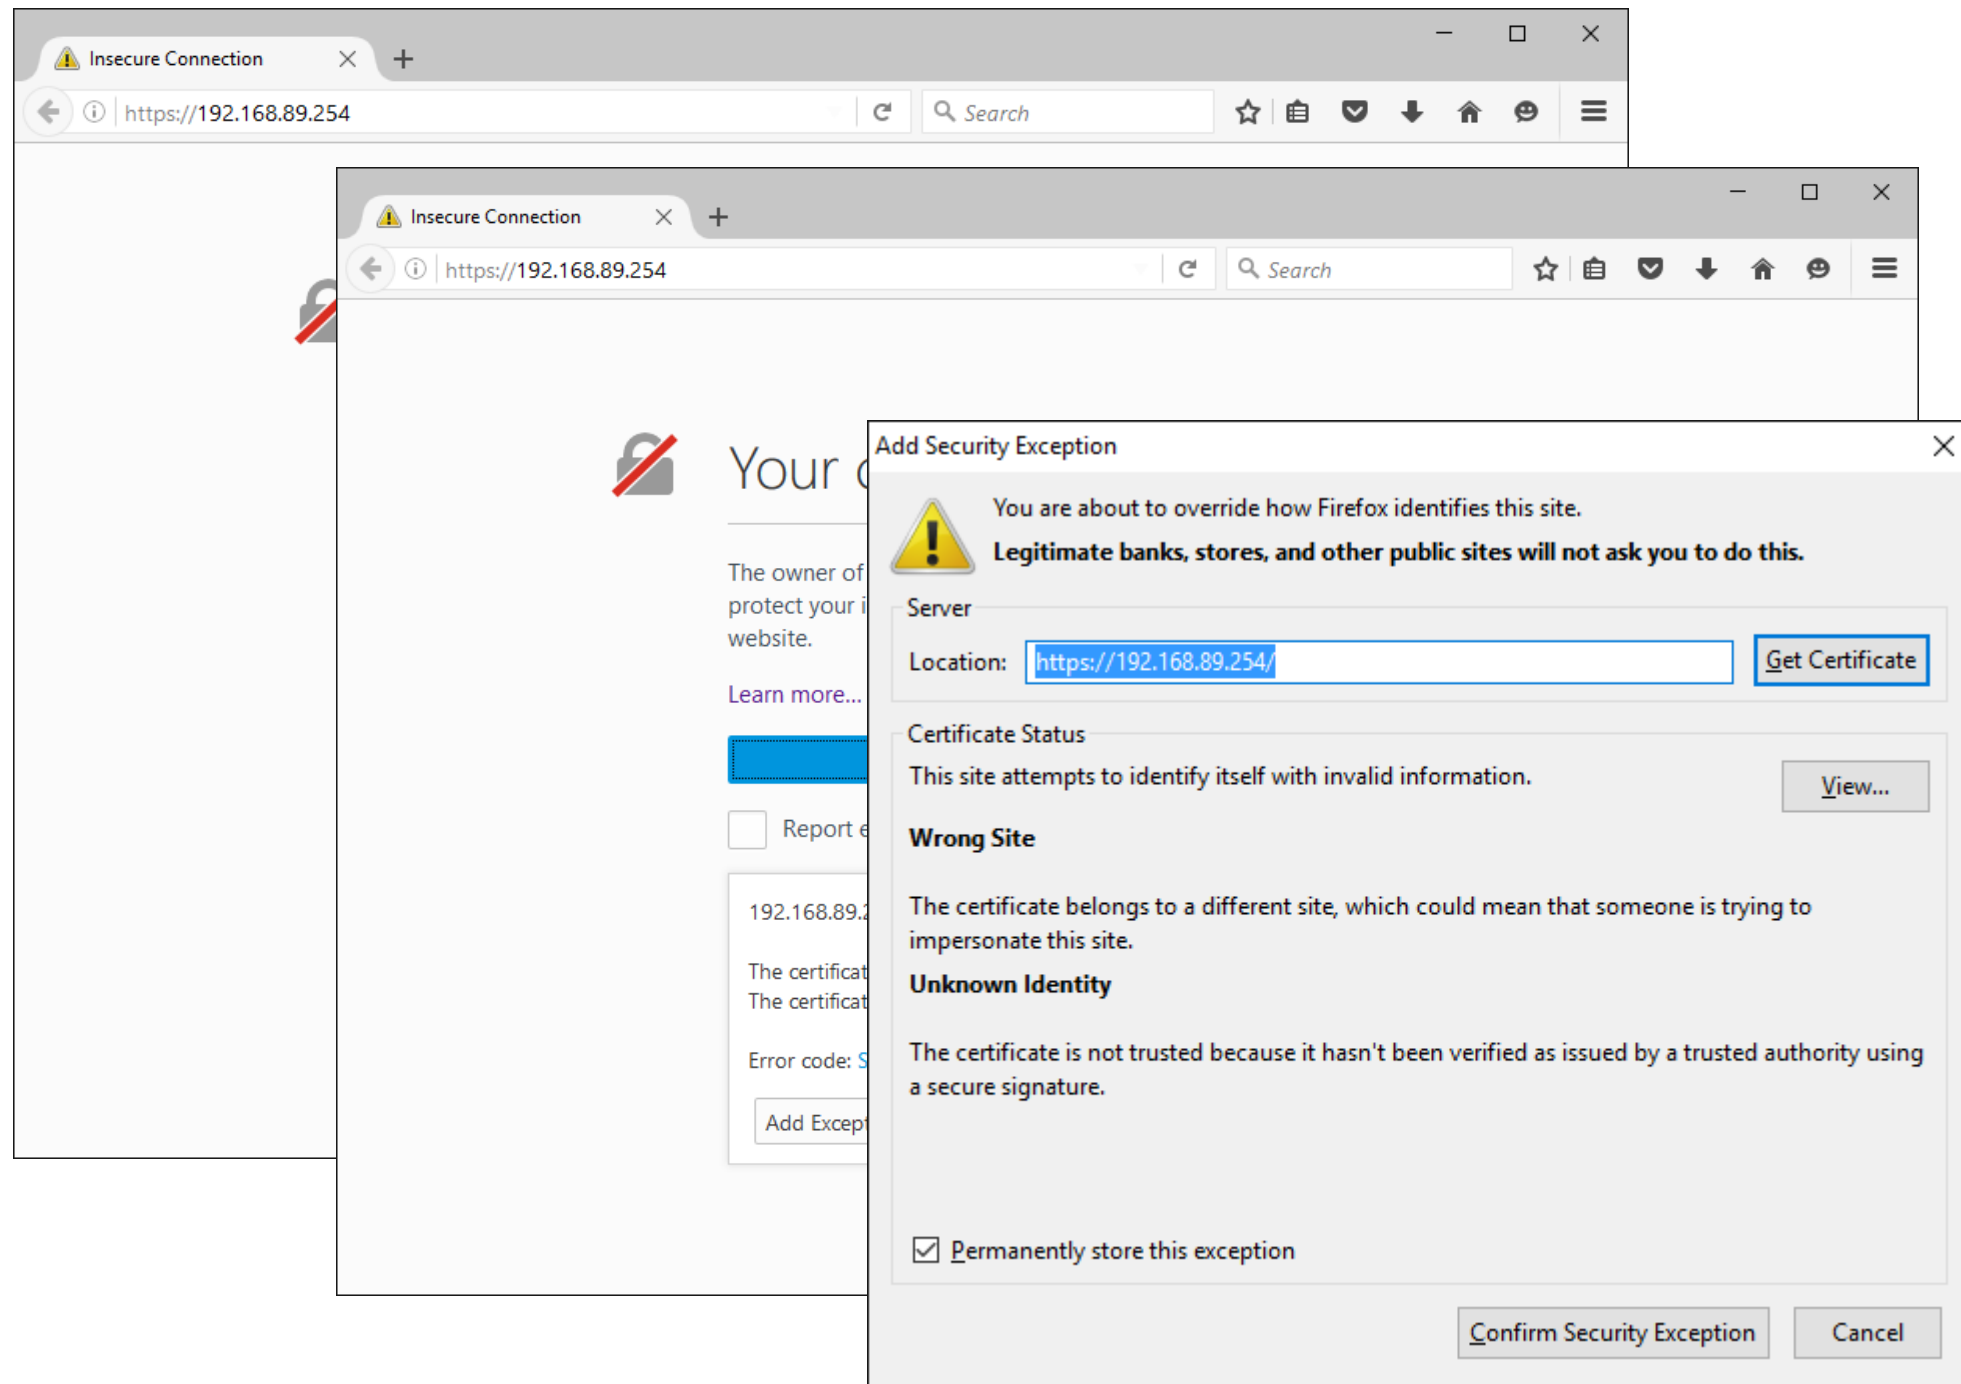 Insecure Connection
https://192.168.89.254
Search
Insecure Connection
https://192.168.89.254
Search
Your
The owner of
protect your
website.
Learn more...
Report
192.168.89.
The
The
Error code:
Add
Add Security Exception
You are about to override how Firefox identifies this site.
Legitimate banks, stores, and other public sites will not ask you to do this.
Server
Location: https://192.168.89.254/ Get Certificate
Certificate Status
This site attempts to identify itself with invalid information.
View...
Wrong Site
The certificate belongs to a different site, which could mean that someone is trying to
impersonate this site.
Unknown Identity
The certificate is not trusted because it hasn't been verified as issued by a trusted authority using
a secure signature.
Permanently store this exception
Confirm Security Exception Cancel